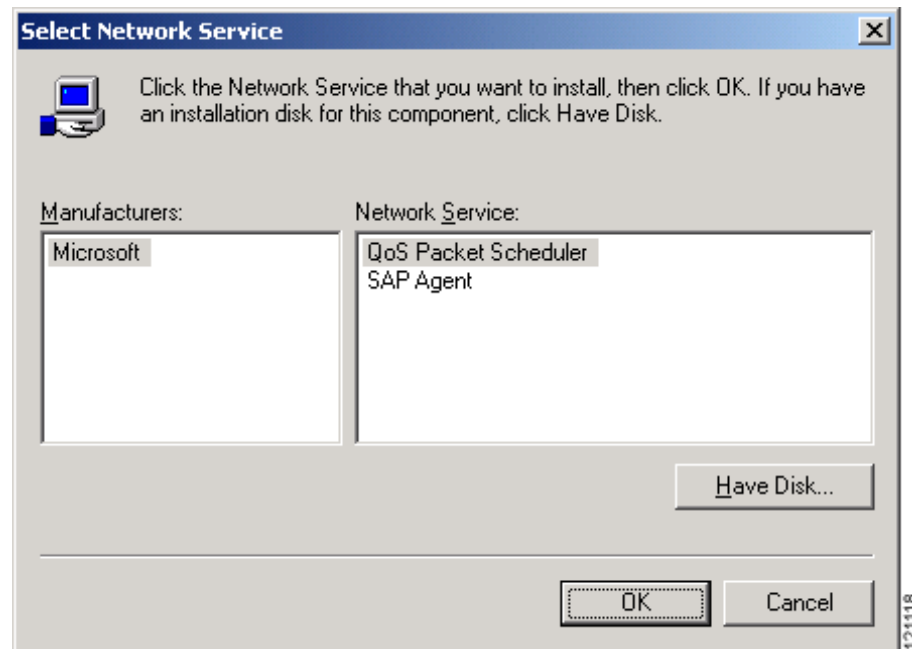 Select Network Service
Click the Network Service that you want to install, then click OK. If you have
an installation disk for this component, click Have Disk.
Manufacturers:
Network Service:
Microsoft
QoS Packet Scheduler
SAP Agent
Have Disk...
OK
Cancel
121118